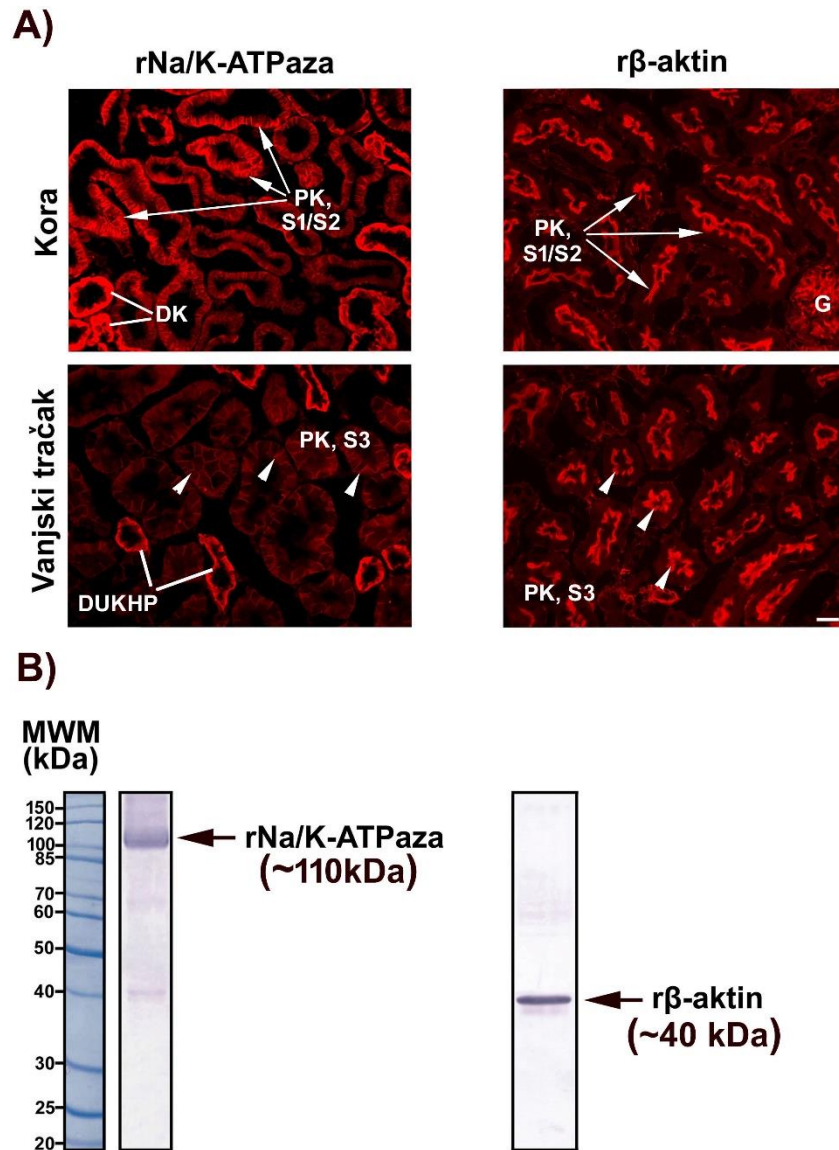 A)
rNa/K-ATPaza
rβ-aktin
Kora
PK,
S1/S2
DK
PK,
S1/S2
G
Vanjski tračak
PK, S3
DUKHP
PK, S3
B)
MWM
(kDa)
150
120
100
85
70
60
50
40
30
25
20
rNa/K-ATPaza
(~110kDa)
rβ-aktin
(~40 kDa)